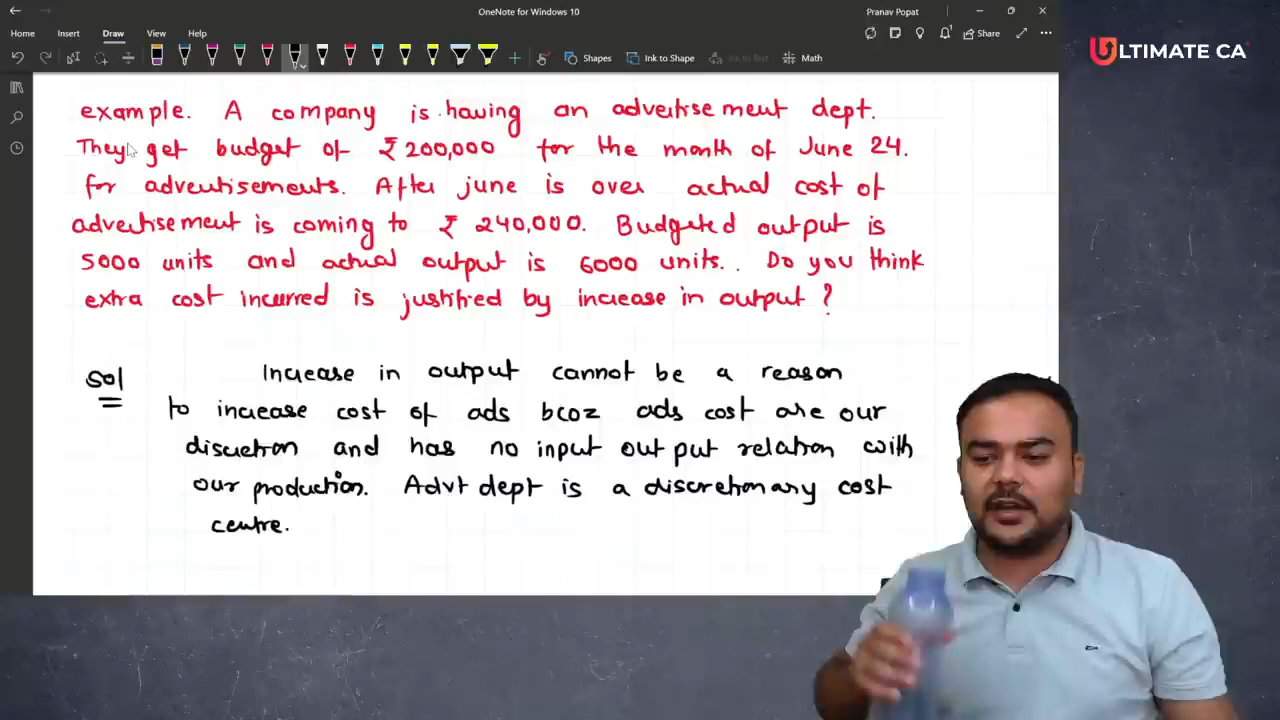 OneNote for Windows 10
Pranav Popat
Home Insert Draw View Help
Share
Shapes Ink to Shape Ink to Text Math
ULTIMATE CA
example. A company is having an advertisement dept.
They get budget of ₹ 200,000 for the month of June 24.
for advertisements. After june is over actual cost of
advertisement is coming to ₹ 240,000. Budgeted output is
5000 units and actual output is 6000 units.. Do you think
extra cost incurred is justified by increase in output ?
Sol Increase in output cannot be a reason
to increase cost of ads bcoz ads cost are our
discretion and has no input output relation with
our production. Advt dept is a discretionary cost
centre.